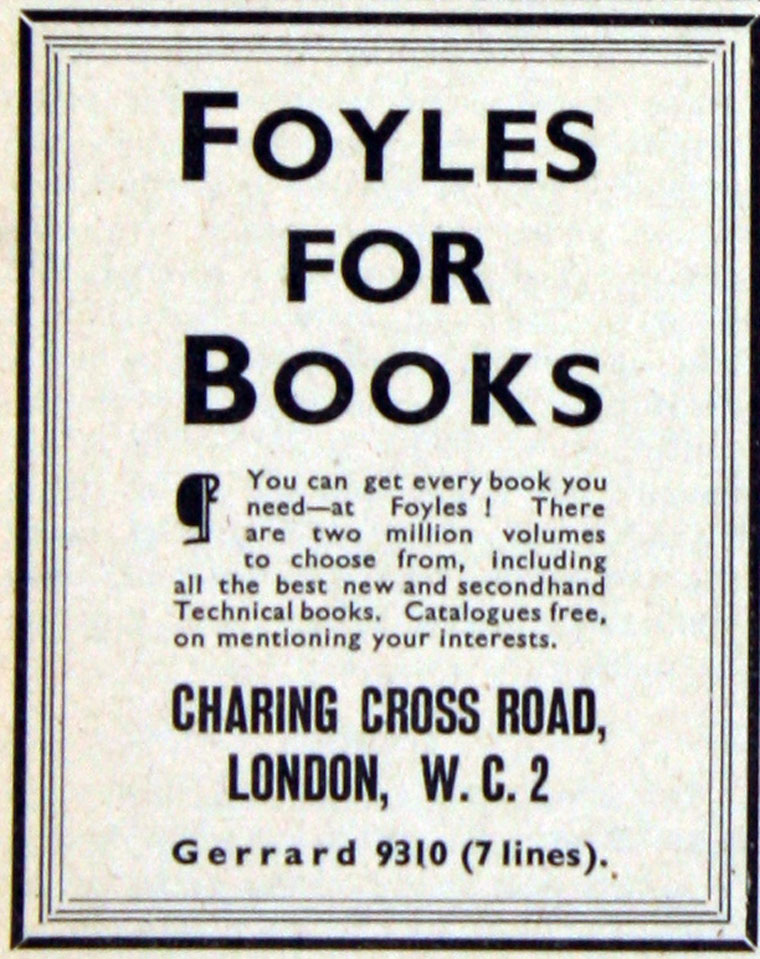 FOYLES
FOR
BOOKS
¶ You can get every book you
need—at Foyles ! There
are two million volumes
to choose from, including
all the best new and secondhand
Technical books. Catalogues free,
on mentioning your interests.
CHARING CROSS ROAD,
LONDON, W. C. 2
Gerrard 9310 (7 lines).